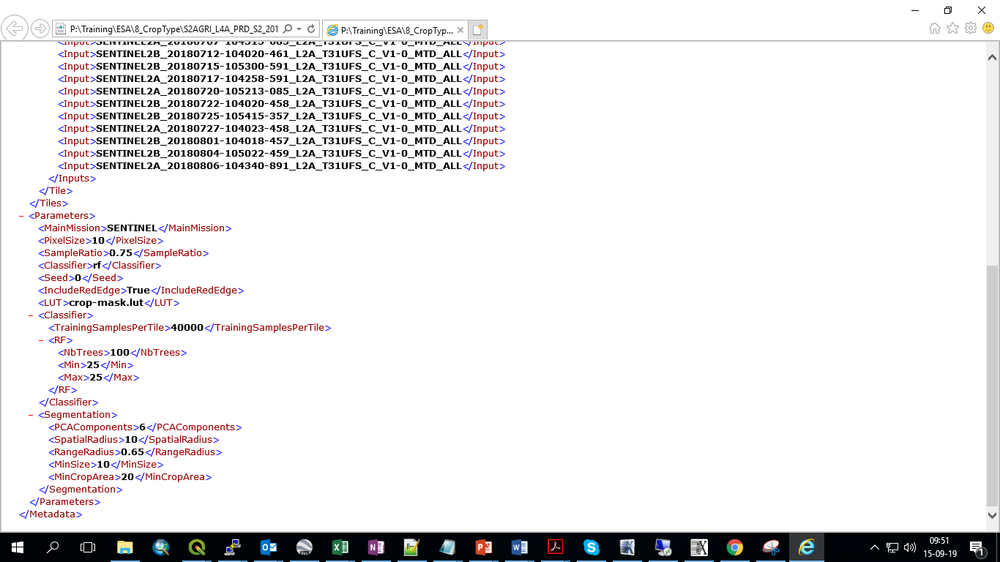 P:\Training\ESA\8_CropType\S2AGRI_L4A_PRD_S2_201
P:\Training\ESA\8_CropTyp...
<Input>SENTINEL2B_20180712-104020-461_L2A_T31UFS_C_V1-0_MTD_ALL</Input>
<Input>SENTINEL2B_20180715-105300-591_L2A_T31UFS_C_V1-0_MTD_ALL</Input>
<Input>SENTINEL2A_20180717-104258-591_L2A_T31UFS_C_V1-0_MTD_ALL</Input>
<Input>SENTINEL2A_20180720-105213-085_L2A_T31UFS_C_V1-0_MTD_ALL</Input>
<Input>SENTINEL2B_20180722-104020-458_L2A_T31UFS_C_V1-0_MTD_ALL</Input>
<Input>SENTINEL2B_20180725-105415-357_L2A_T31UFS_C_V1-0_MTD_ALL</Input>
<Input>SENTINEL2A_20180727-104023-458_L2A_T31UFS_C_V1-0_MTD_ALL</Input>
<Input>SENTINEL2B_20180801-104018-457_L2A_T31UFS_C_V1-0_MTD_ALL</Input>
<Input>SENTINEL2B_20180804-105022-459_L2A_T31UFS_C_V1-0_MTD_ALL</Input>
<Input>SENTINEL2A_20180806-104340-891_L2A_T31UFS_C_V1-0_MTD_ALL</Input>
</Inputs>
</Tile>
</Tiles>
- <Parameters>
<MainMission>SENTINEL</MainMission>
<PixelSize>10</PixelSize>
<SampleRatio>0.75</SampleRatio>
<Classifier>rf</Classifier>
<Seed>0</Seed>
<IncludeRedEdge>True</IncludeRedEdge>
<LUT>crop-mask.lut</LUT>
- <Classifier>
<TrainingSamplesPerTile>40000</TrainingSamplesPerTile>
- <RF>
<NbTrees>100</NbTrees>
<Min>25</Min>
<Max>25</Max>
</RF>
</Classifier>
- <Segmentation>
<PCAComponents>6</PCAComponents>
<SpatialRadius>10</SpatialRadius>
<RangeRadius>0.65</RangeRadius>
<MinSize>10</MinSize>
<MinCropArea>20</MinCropArea>
</Segmentation>
</Parameters>
</Metadata>
09:51
15-09-19